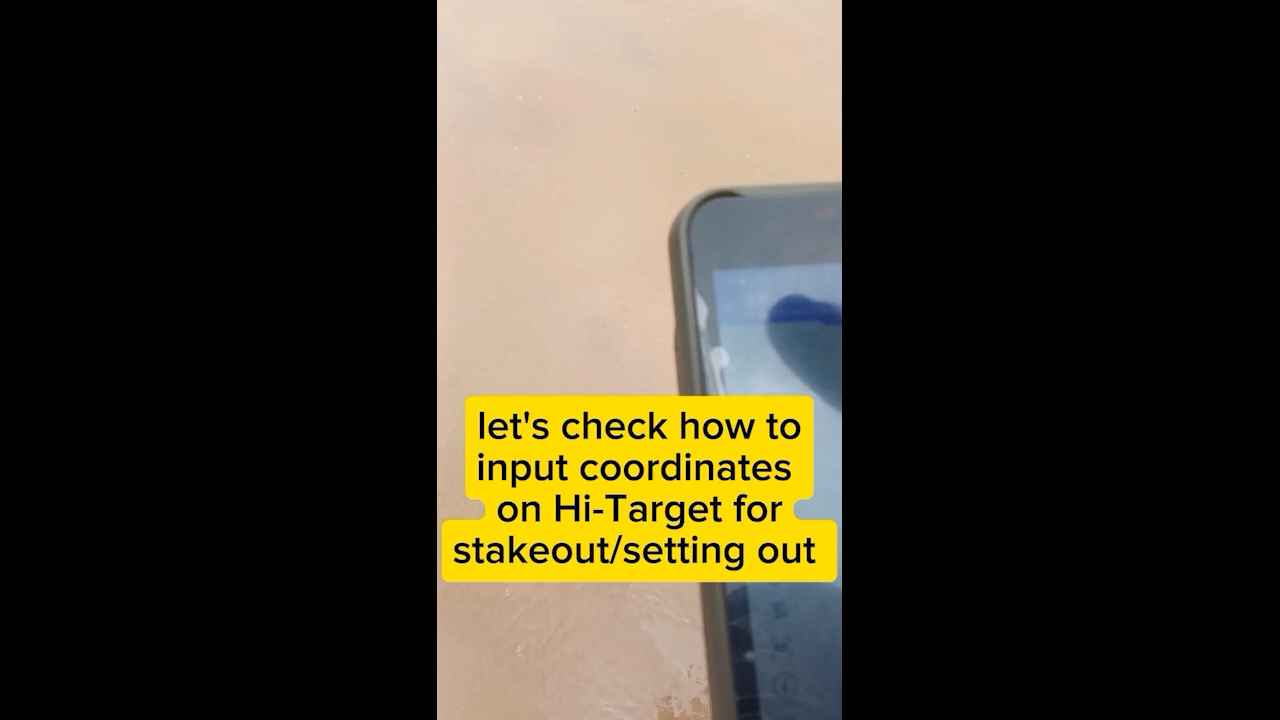 let's check how to
input coordinates
on Hi-Target for
stakeout/setting out